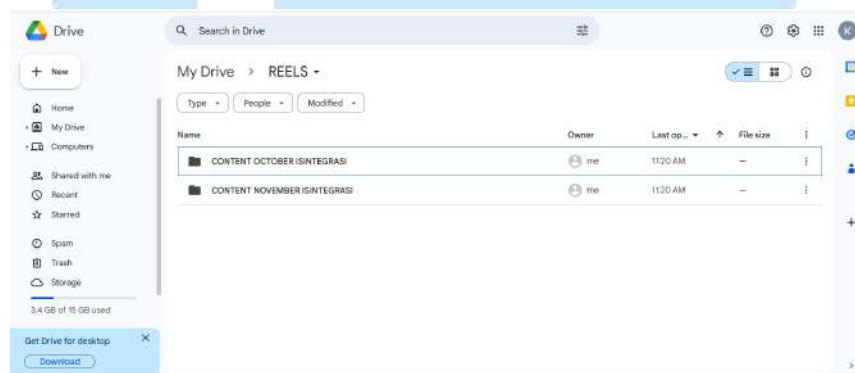 Drive
Search in Drive
K
New
My Drive > REELS
Type
People
Modified
Home
My Drive
Computers
Shared with me
Recent
Starred
Spam
Trash
Storage
3.4 GB of 15 GB used
Get Drive for desktop
Download
Name Owner Last op... File size
CONTENT OCTOBER ISINTEGRASI me 11:20 AM –
CONTENT NOVEMBER ISINTEGRASI me 11:20 AM –